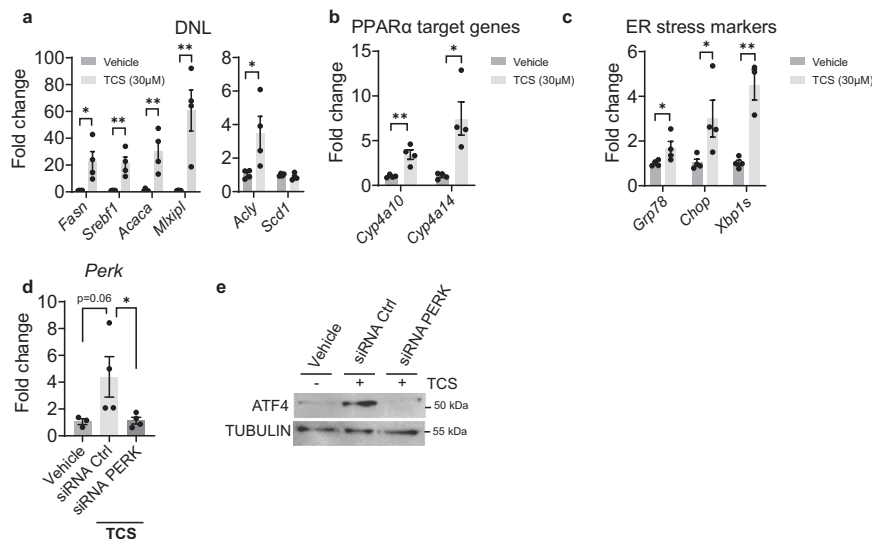 a
DNL
Fold change
100
80
60
40
20
0
*
**
**
**
Fasn
Srebf1
Acaca
Mlxipl
8
6
4
2
0
*
Acly
Scd1
Vehicle
TCS (30µM)
b
PPARα target genes
Fold change
15
10
5
0
**
*
Cyp4a10
Cyp4a14
Vehicle
TCS (30µM)
c
ER stress markers
Fold change
6
4
2
0
*
*
**
Grp78
Chop
Xbp1s
Vehicle
TCS (30µM)
d
Perk
Fold change
10
8
6
4
2
0
p=0.06
*
Vehicle
siRNA Ctrl
siRNA PERK
TCS
e
Vehicle
siRNA Ctrl
siRNA PERK
- + + TCS
ATF4 50 kDa
TUBULIN 55 kDa